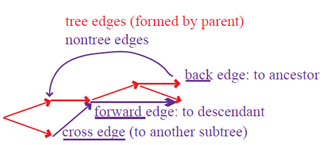 tree edges (formed by parent)
nontree edges
back edge: to ancestor
forward edge: to descendant
cross edge (to another subtree)